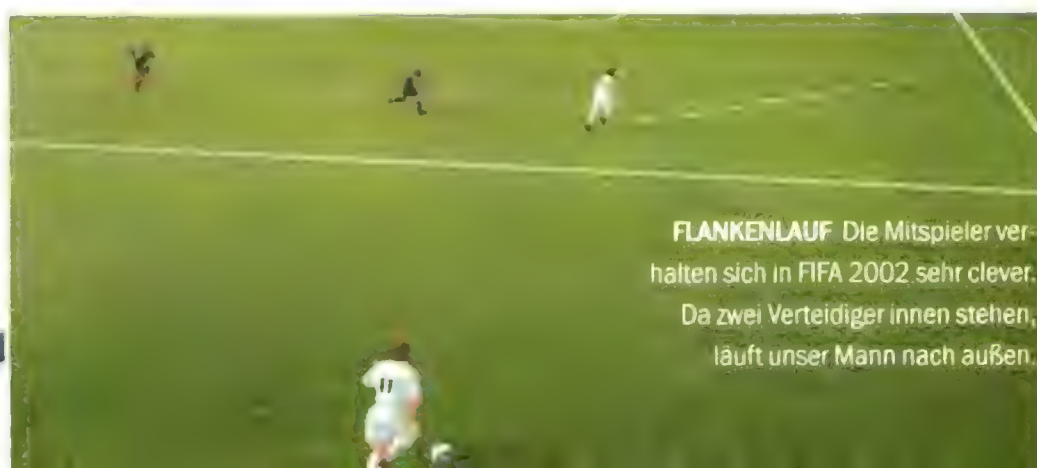 FLANKENLAUF Die Mitspieler ver-
halten sich in FIFA 2002 sehr clever.
Da zwei Verteidiger innen stehen,
läuft unser Mann nach außen.
11